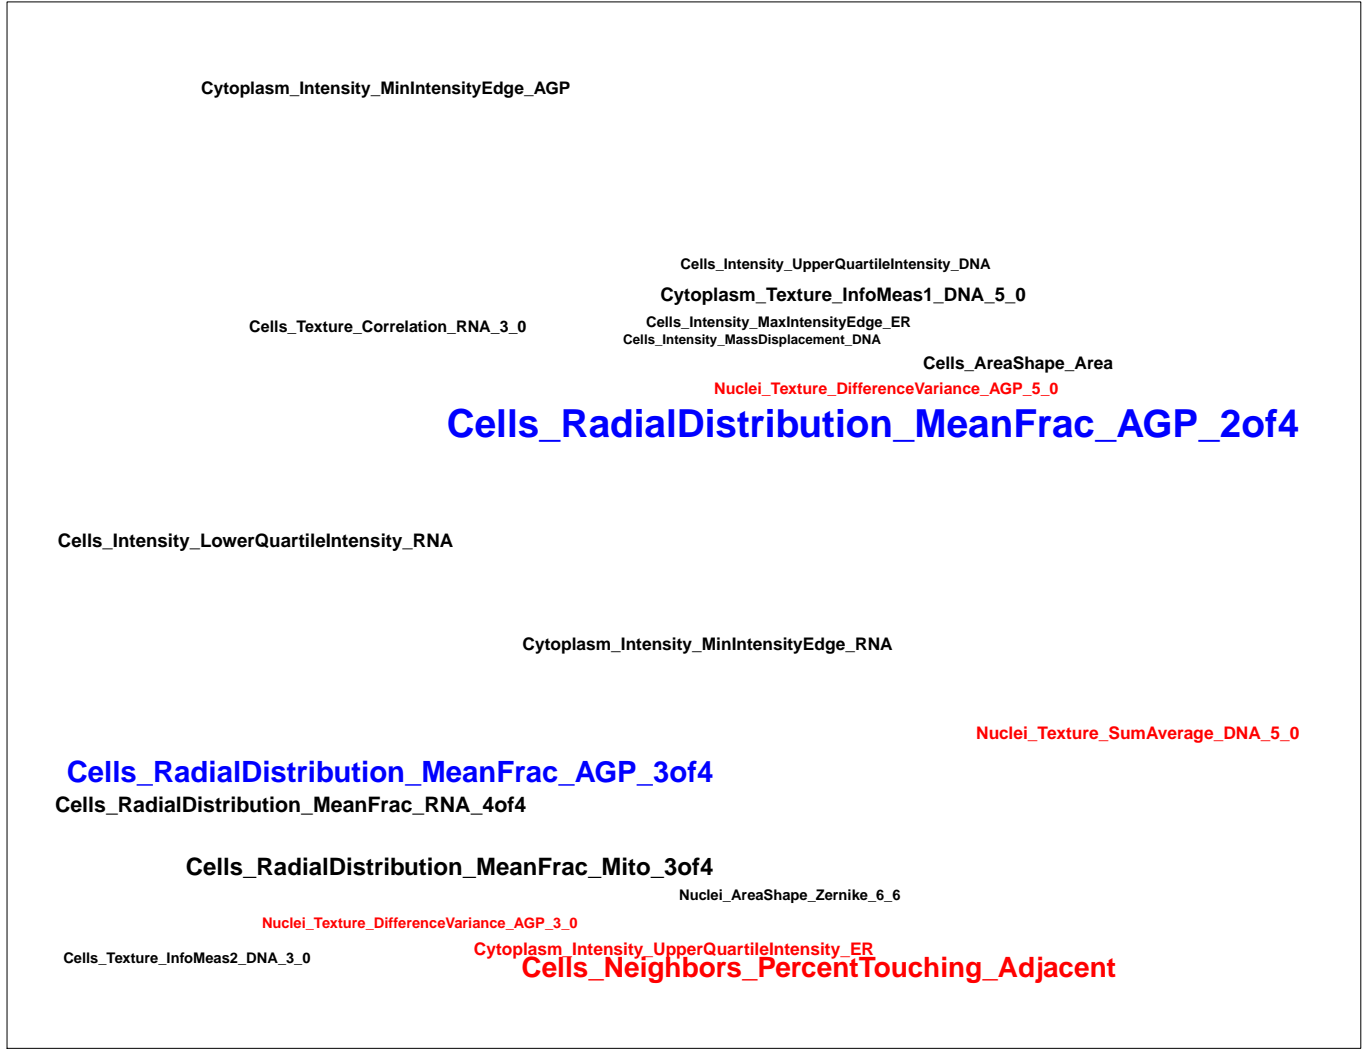 Cytoplasm_Intensity_MinIntensityEdge_AGP
Cells_Intensity_UpperQuartileIntensity_DNA
Cytoplasm_Texture_InfoMeas1_DNA_5_0
Cells_Texture_Correlation_RNA_3_0
Cells_Intensity_MaxIntensityEdge_ER
Cells_Intensity_MassDisplacement_DNA
Cells_AreaShape_Area
Nuclei_Texture_DifferenceVariance_AGP_5_0
Cells_RadialDistribution_MeanFrac_AGP_2of4
Cells_Intensity_LowerQuartileIntensity_RNA
Cytoplasm_Intensity_MinIntensityEdge_RNA
Nuclei_Texture_SumAverage_DNA_5_0
Cells_RadialDistribution_MeanFrac_AGP_3of4
Cells_RadialDistribution_MeanFrac_RNA_4of4
Cells_RadialDistribution_MeanFrac_Mito_3of4
Nuclei_AreaShape_Zernike_6_6
Nuclei_Texture_DifferenceVariance_AGP_3_0
Cytoplasm_Intensity_UpperQuartileIntensity_ER
Cells_Texture_InfoMeas2_DNA_3_0
Cells_Neighbors_PercentTouching_Adjacent